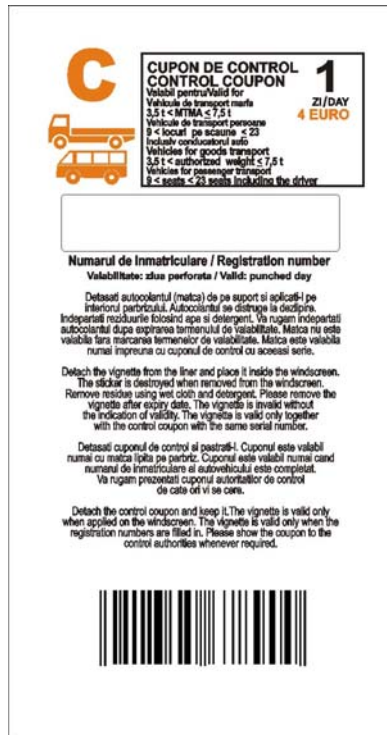 C
CUPON DE CONTROL
CONTROL COUPON
Valabil pentru/Valid for
Vehicule de transport marfa
3,5 t < MTMA ≤ 7,5 t
Vehicule de transport persoane
9 < locuri pe scaune ≤ 23
Inclusiv conducatorul auto
Vehicles for goods transport
3,5 t < authorized weight ≤ 7,5 t
Vehicles for passenger transport
9 < seats ≤ 23 seats including the driver
1
ZI/DAY
4 EURO
Numarul de Inmatriculare / Registration number
Valabilitate: ziua perforata / Valid: punched day
Detasati autocolantul (matca) de pe suport si aplicati-l pe
interiorul parbrizului. Autocolantul se distruge la dezlipire.
Indepartati reziduurile folosind apa si detergent. Va rugam indepartati
autocolantul dupa expirarea termenului de valabilitate. Matca nu este
valabila fara marcarea termenelor de valabilitate. Matca este valabila
numai impreuna cu cuponul de control cu aceeasi serie.
Detach the vignette from the liner and place it inside the windscreen.
The sticker is destroyed when removed from the windscreen.
Remove residue using wet cloth and detergent. Please remove the
vignette after expiry date. The vignette is invalid without
the indication of validity. The vignette is valid only together
with the control coupon with the same serial number.
Detasati cuponul de control si pastrati-l. Cuponul este valabil
numai cu matca lipita pe parbriz. Cuponul este valabil numai cand
numarul de inmatriculare al autovehicului este completat.
Va rugam prezentati cuponul autoritatilor de control
de cate ori vi se cere.
Detach the control coupon and keep it.The vignette is valid only
when applied on the windscreen. The vignette is valid only when the
registration numbers are filled in. Please show the coupon to the
control authorities whenever required.